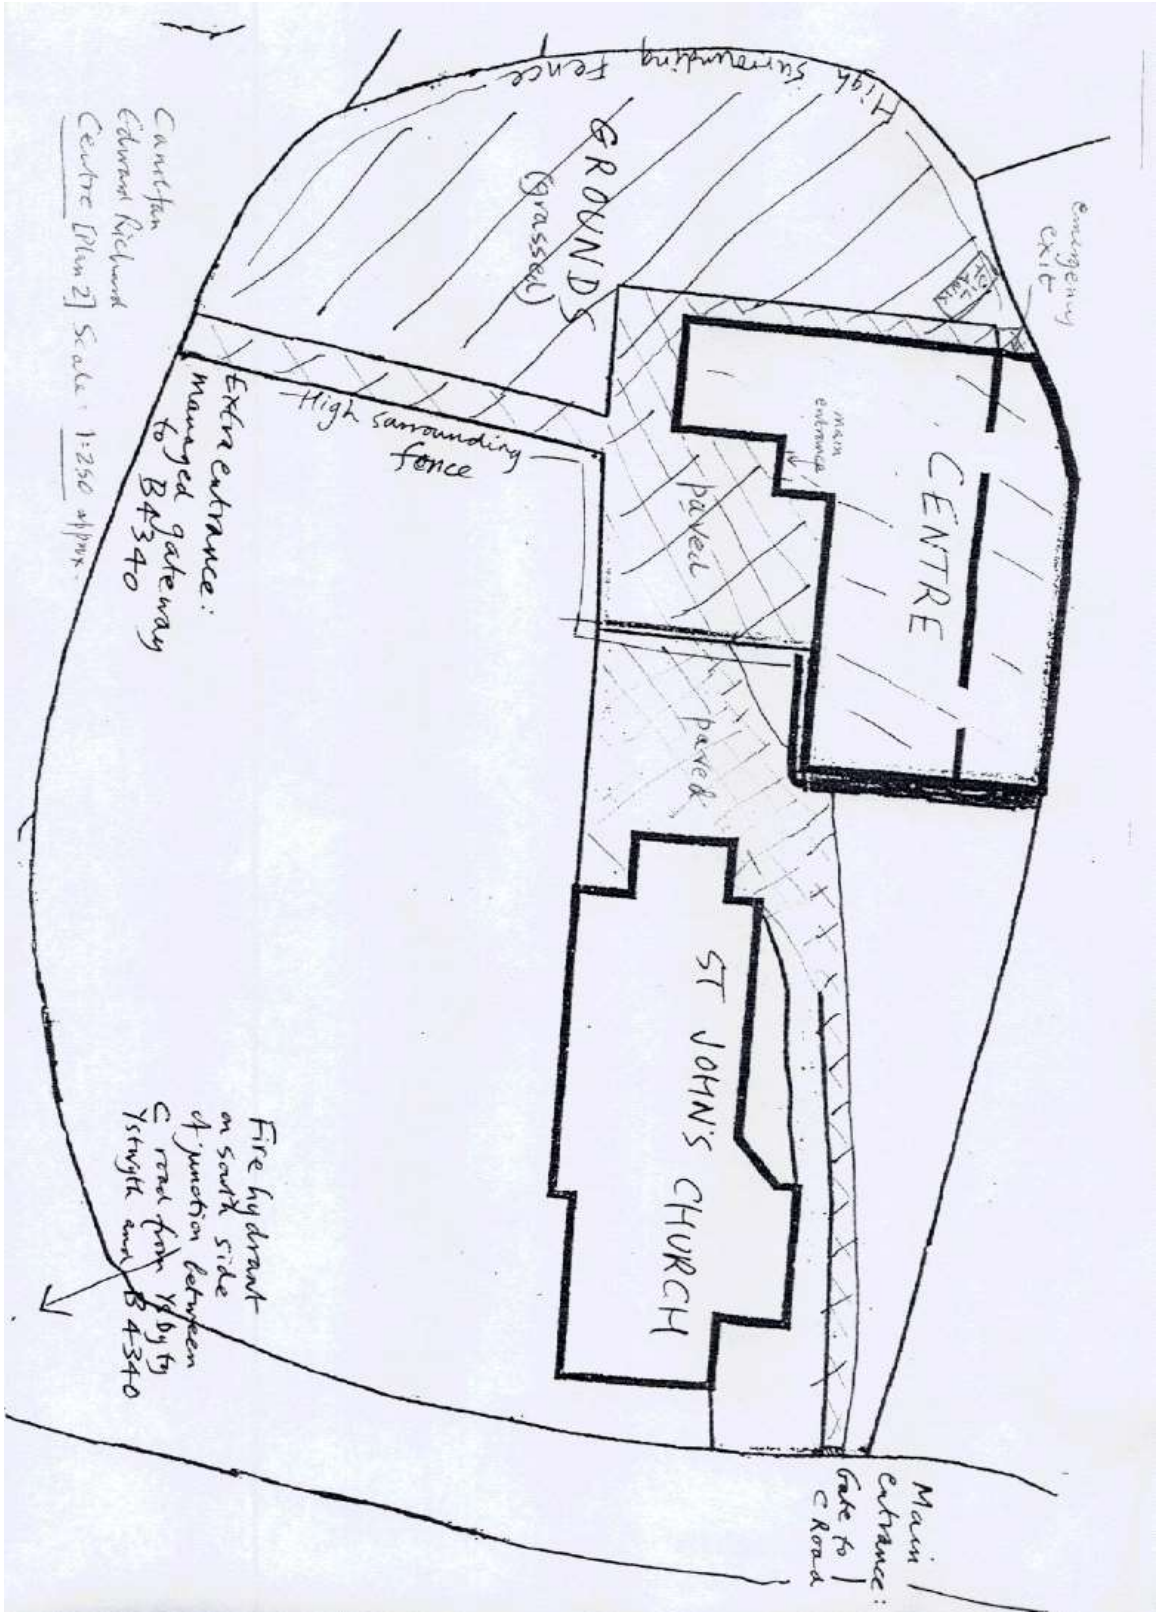 High surrounding fence
emergency
exit
OIL
TANK
GROUNDS
(grassed)
main
entrance
CENTRE
paved
paved
High surrounding
fence
Extra entrance:
managed gateway
to B4340
Edward Richard
Centre [Plan 2] Scale: 1:250 approx.
ST JOHN'S CHURCH
Fire hydrant
on south side
of junction between
C road from Ysbyty
Ystwyth and B4340
Main
entrance:
Gate to
C Road